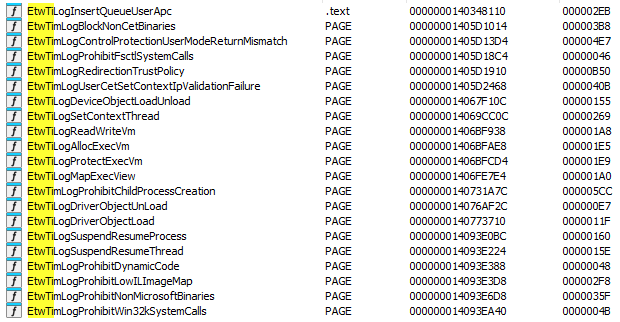 EtwTiLogInsertQueueUserApc .text 0000000140348110 000002EB
EtwTimLogBlockNonCetBinaries PAGE 00000001405D1014 000003B8
EtwTimLogControlProtectionUserModeReturnMismatch PAGE 00000001405D13D4 000004E7
EtwTimLogProhibitFsctlSystemCalls PAGE 00000001405D18C4 00000046
EtwTimLogRedirectionTrustPolicy PAGE 00000001405D1910 00000B50
EtwTimLogUserCetSetContextIpValidationFailure PAGE 00000001405D2468 0000040B
EtwTiLogDeviceObjectLoadUnload PAGE 000000014067F10C 00000155
EtwTiLogSetContextThread PAGE 000000014069CC0C 00000269
EtwTiLogReadWriteVm PAGE 00000001406BF938 000001A8
EtwTiLogAllocExecVm PAGE 00000001406BFAE8 000001E5
EtwTiLogProtectExecVm PAGE 00000001406BFCD4 000001E9
EtwTiLogMapExecView PAGE 00000001406FE7E4 000001A0
EtwTimLogProhibitChildProcessCreation PAGE 0000000140731A7C 000005CC
EtwTiLogDriverObjectUnLoad PAGE 000000014076AF2C 000000E7
EtwTiLogDriverObjectLoad PAGE 0000000140773710 0000011F
EtwTiLogSuspendResumeProcess PAGE 000000014093E0BC 00000160
EtwTiLogSuspendResumeThread PAGE 000000014093E224 0000015E
EtwTimLogProhibitDynamicCode PAGE 000000014093E388 00000048
EtwTimLogProhibitLowILImageMap PAGE 000000014093E3D8 000002F8
EtwTimLogProhibitNonMicrosoftBinaries PAGE 000000014093E6D8 0000035F
EtwTimLogProhibitWin32kSystemCalls PAGE 000000014093EA40 0000004B